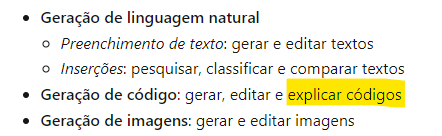 Geração de linguagem natural
Preenchimento de texto: gerar e editar textos
Inserções: pesquisar, classificar e comparar textos
Geração de código: gerar, editar e explicar códigos
Geração de imagens: gerar e editar imagens